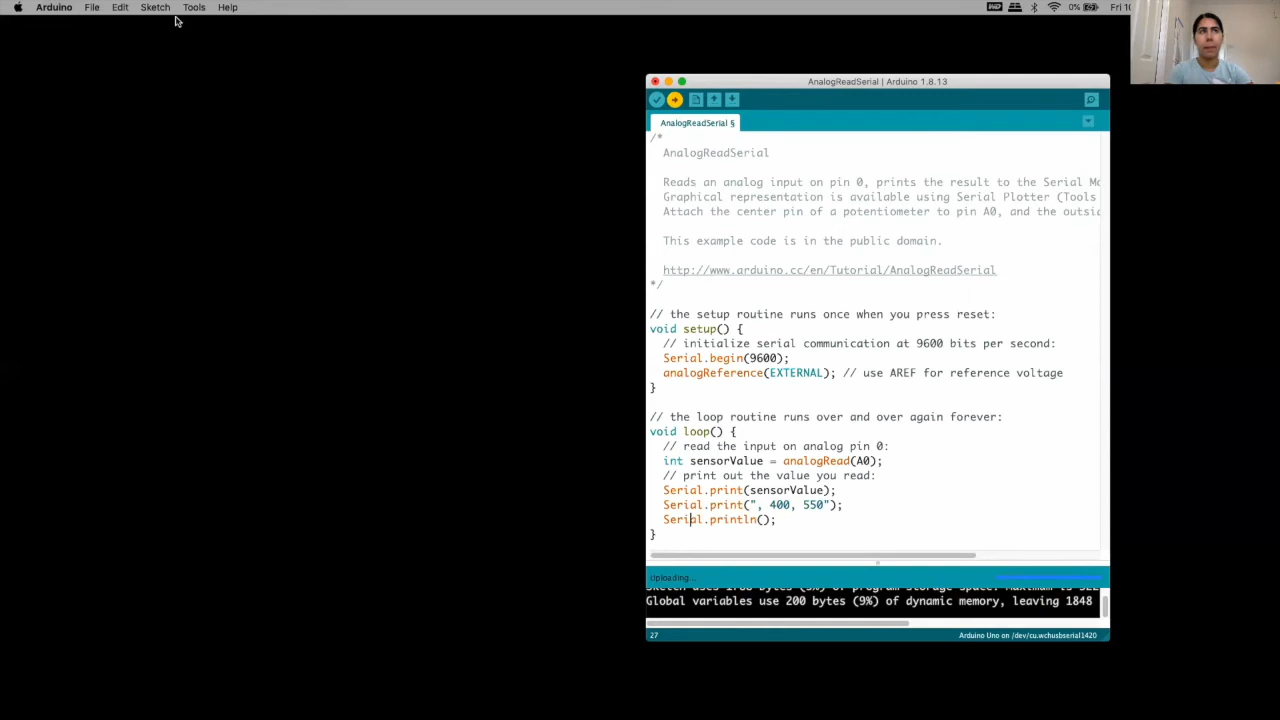 Arduino File Edit Sketch Tools Help 0% Fri
AnalogReadSerial | Arduino 1.8.13
AnalogReadSerial §
/*
AnalogReadSerial
Reads an analog input on pin 0, prints the result to the Serial
Graphical representation is available using Serial Plotter (Tools
Attach the center pin of a potentiometer to pin A0, and the
This example code is in the public domain.
http://www.arduino.cc/en/Tutorial/AnalogReadSerial
*/
// the setup routine runs once when you press reset:
void setup() {
// initialize serial communication at 9600 bits per second:
Serial.begin(9600);
analogReference(EXTERNAL); // use AREF for reference voltage
}
// the loop routine runs over and over again forever:
void loop() {
// read the input on analog pin 0:
int sensorValue = analogRead(A0);
// print out the value you read:
Serial.print(sensorValue);
Serial.print(", 400, 550");
Serial.println();
}
Uploading...
Global variables use 200 bytes (9%) of dynamic memory, leaving 1848
27 Arduino Uno on /dev/cu.wchusbserial1420